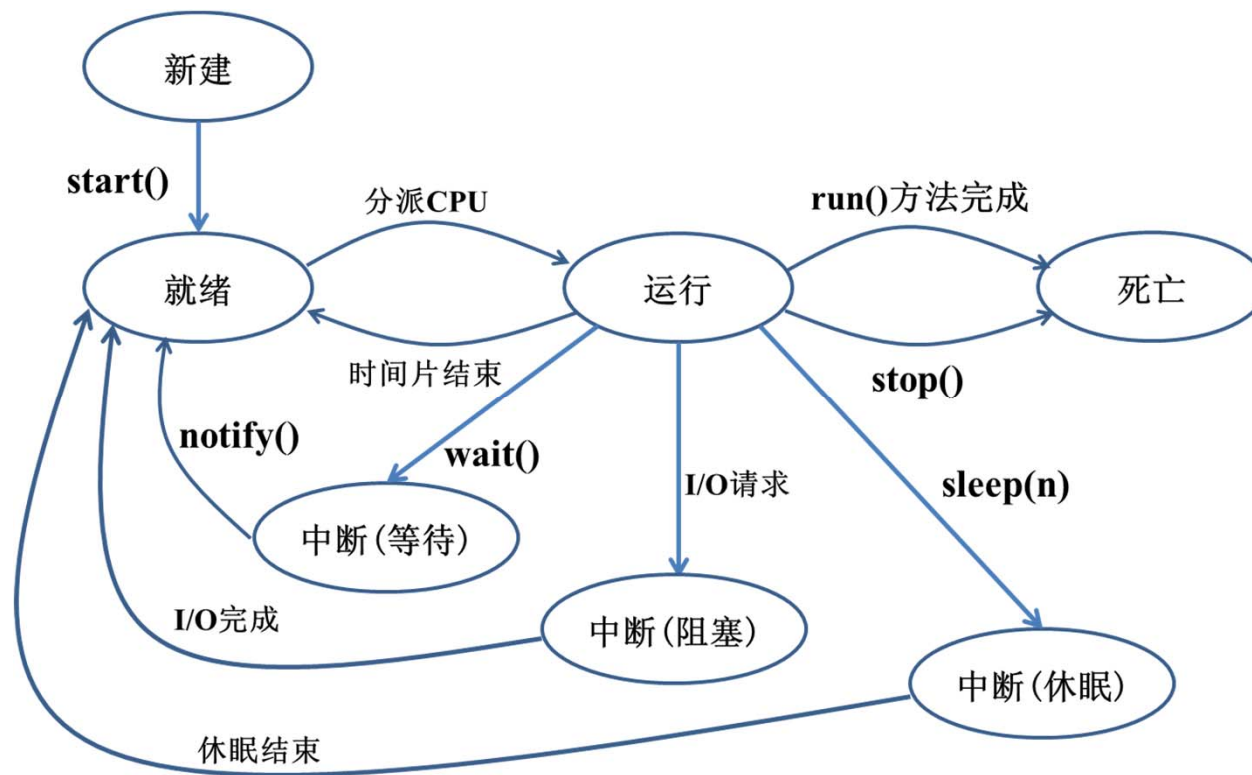 新建
start()
分派CPU
run()方法完成
就绪
运行
死亡
时间片结束
stop()
notify()
wait()
I/O请求
sleep(n)
中断(等待)
I/O完成
中断(阻塞)
中断(休眠)
休眠结束